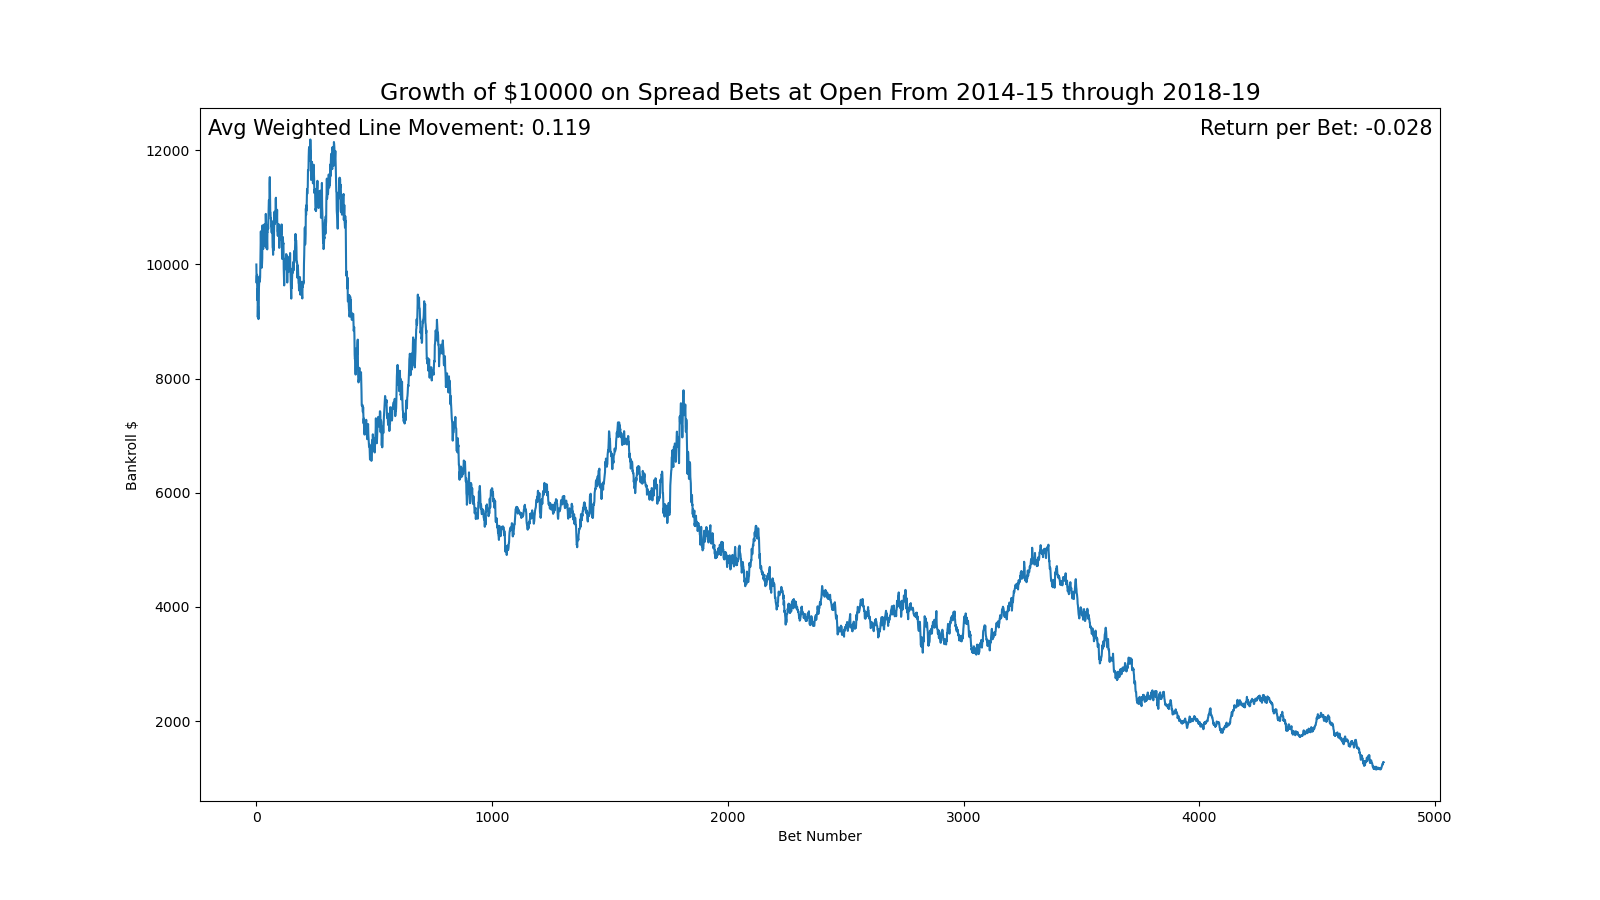 Growth of $10000 on Spread Bets at Open From 2014-15 through 2018-19
Avg Weighted Line Movement: 0.119
Return per Bet: -0.028
12000
10000
8000
6000
4000
2000
Bankroll $
0
1000
2000
3000
4000
5000
Bet Number